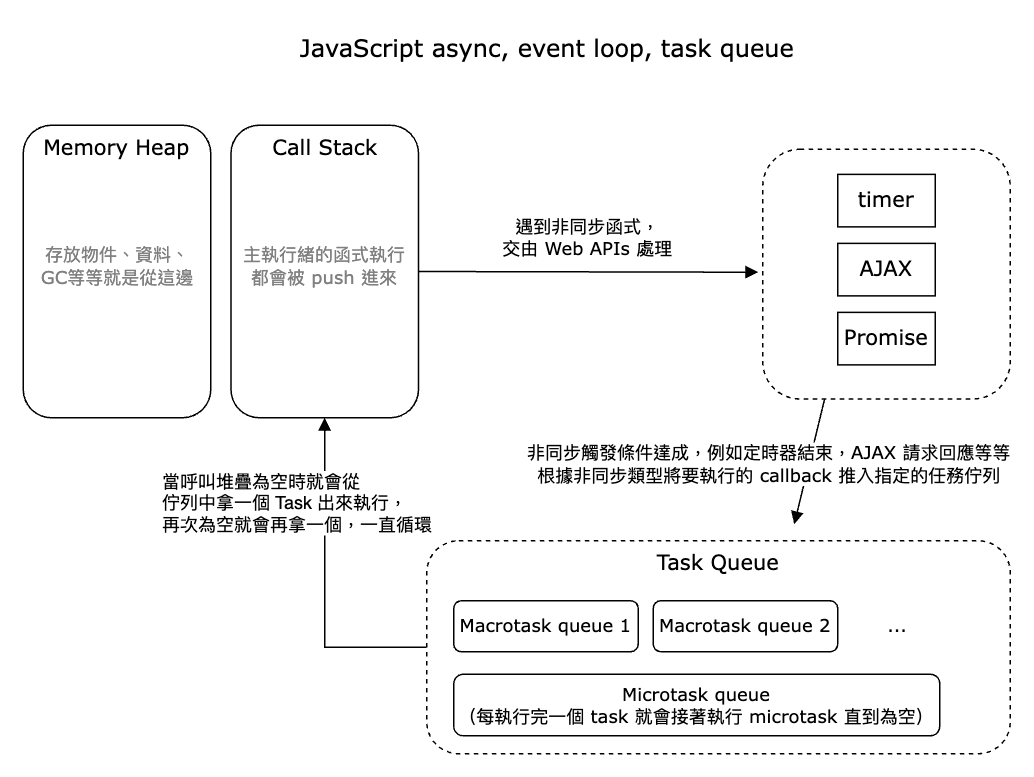 JavaScript async, event loop, task queue
Memory Heap
存放物件、資料、
GC等等就是從這邊
Call Stack
主執行緒的函式執行
都會被 push 進來
遇到非同步函式，
交由 Web APIs 處理
timer
AJAX
Promise
非同步觸發條件達成，例如定時器結束，AJAX 請求回應等等
根據非同步類型將要執行的 callback 推入指定的任務佇列
當呼叫堆疊為空時就會從
佇列中拿一個 Task 出來執行，
再次為空就會再拿一個，一直循環
Task Queue
Macrotask queue 1
Macrotask queue 2
...
Microtask queue
（每執行完一個 task 就會接著執行 microtask 直到為空）